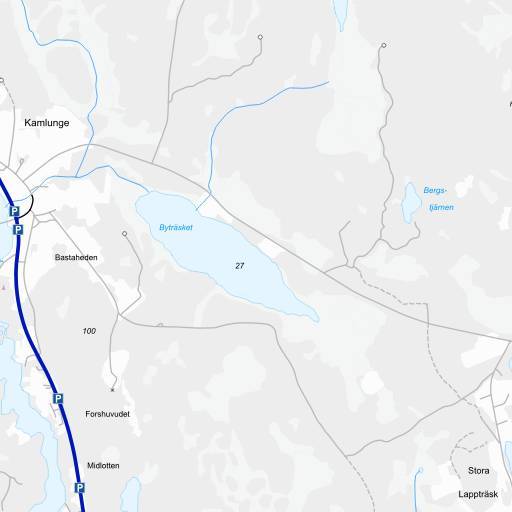 Kamlunge
Bergs-
tjärnen
P
P
Byträsket
Bastaheden
27
100
P
Forshuvudet
Midlotten
Stora
P
Lappträsk